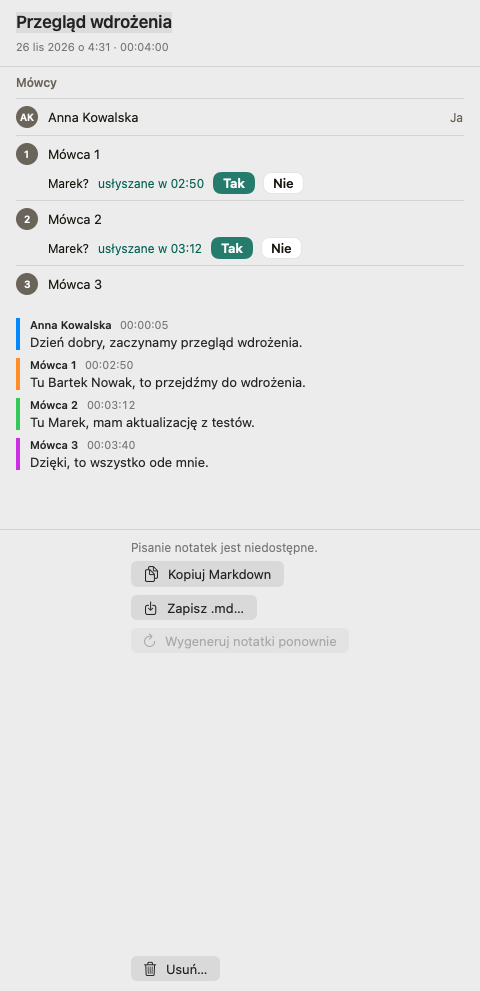 Przegląd wdrożenia
26 lis 2026 o 4:31 · 00:04:00
Mówcy
AK Anna Kowalska Ja
1 Mówca 1
Marek? usłyszane w 02:50 Tak Nie
2 Mówca 2
Marek? usłyszane w 03:12 Tak Nie
3 Mówca 3
Anna Kowalska 00:00:05
Dzień dobry, zaczynamy przegląd wdrożenia.
Mówca 1 00:02:50
Tu Bartek Nowak, to przejdźmy do wdrożenia.
Mówca 2 00:03:12
Tu Marek, mam aktualizację z testów.
Mówca 3 00:03:40
Dzięki, to wszystko ode mnie.
Pisanie notatek jest niedostępne.
Kopiuj Markdown
Zapisz .md…
Wygeneruj notatki ponownie
Usuń…